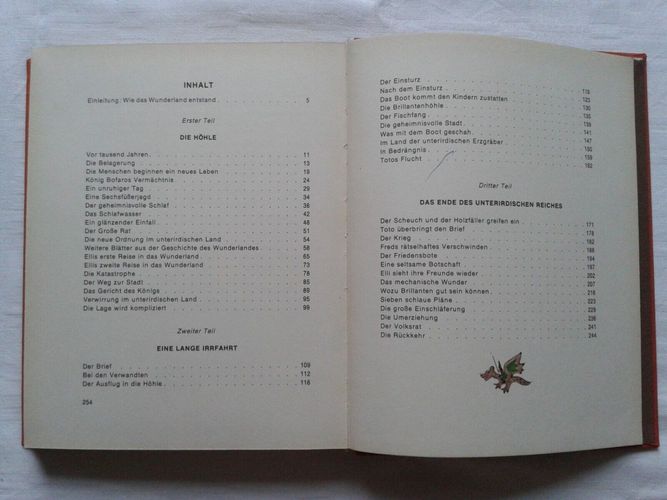 INHALT
Einleitung: Wie das Wunderland entstand . . . 5
Erster Teil
DIE HÖHLE
Vor tausend Jahren . . . 11
Die Belagerung . . . 13
Die Menschen beginnen ein neues Leben . . . 19
König Bofaros Vermächtnis . . . 24
Ein unruhiger Tag . . . 29
Eine Sechsfüßerjagd . . . 34
Der geheimnisvolle Schlaf . . . 36
Das Schlafwasser . . . 42
Ein glänzender Einfall . . . 48
Der Große Rat . . . 51
Die neue Ordnung im unterirdischen Land . . . 54
Weitere Blätter aus der Geschichte des Wunderlandes . . . 58
Ellis erste Reise in das Wunderland . . . 65
Ellis zweite Reise in das Wunderland . . . 73
Die Katastrophe . . . 78
Der Weg zur Stadt . . . 85
Das Gericht des Königs . . . 89
Verwirrung im unterirdischen Land . . . 95
Die Lage wird kompliziert . . . 99
Zweiter Teil
EINE LANGE IRRFAHRT
Der Brief . . . 109
Bei den Verwandten . . . 112
Der Ausflug in die Höhle . . . 116
254
Der Einsturz . . .
Nach dem Einsturz . . . 119
Das Boot kommt den Kindern zustatten . . . 123
Die Brillantenhöhle . . . 130
Der Fischfang . . . 135
Die geheimnisvolle Stadt . . . 139
Was mit dem Boot geschah . . . 141
Im Land der unterirdischen Erzgräber . . . 147
In Bedrängnis . . . 150
Totos Flucht . . . 159
162
Dritter Teil
DAS ENDE DES UNTERIRDISCHEN REICHES
Der Scheuch und der Holzfäller greifen ein . . . 171
Toto überbringt den Brief . . . 178
Der Krieg . . . 182
Freds rätselhaftes Verschwinden . . . 186
Der Friedensbote . . . 194
Eine seltsame Botschaft . . . 197
Elli sieht ihre Freunde wieder . . . 202
Das mechanische Wunder . . . 207
Wozu Brillanten gut sein können . . . 218
Sieben schlaue Pläne . . . 223
Die große Einschläferung . . . 229
Die Umerziehung . . . 236
Der Volksrat . . . 241
Die Rückkehr . . . 244